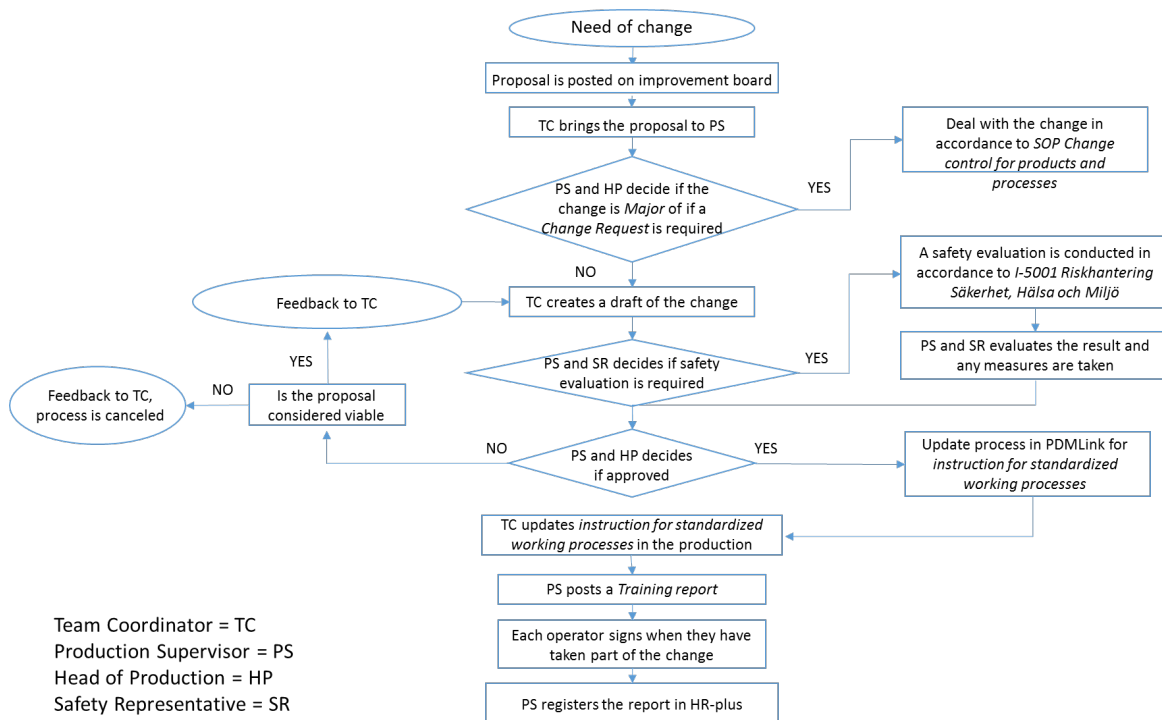 Need of change
Proposal is posted on improvement board
TC brings the proposal to PS
Deal with the change in
accordance to SOP Change
control for products and
processes
PS and HP decide if the
change is Major of if a
Change Request is required
YES
NO
A safety evaluation is conducted in
accordance to I-5001 Riskhantering
Säkerhet, Hälsa och Miljö
Feedback to TC
TC creates a draft of the change
PS and SR decides if safety
evaluation is required
YES
PS and SR evaluates the result and
any measures are taken
YES
Feedback to TC,
process is canceled
NO
Is the proposal
considered viable
NO
PS and HP decides
if approved
YES
Update process in PDMLink for
instruction for standardized
working processes
TC updates instruction for standardized
working processes in the production
PS posts a Training report
Each operator signs when they have
taken part of the change
PS registers the report in HR-plus
Team Coordinator = TC
Production Supervisor = PS
Head of Production = HP
Safety Representative = SR